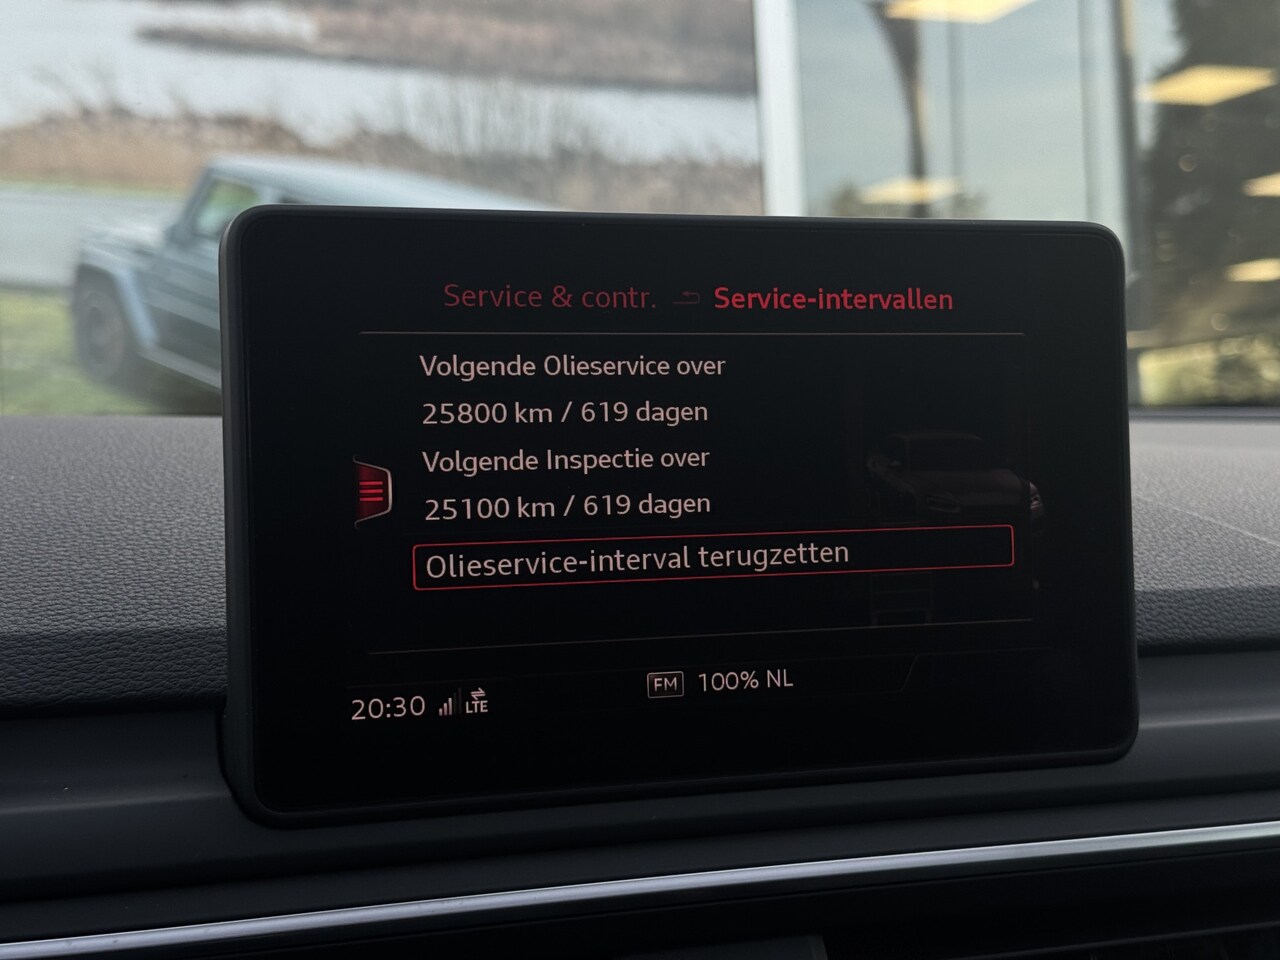 Service & contr. Service-intervallen
Volgende Olieservice over
25800 km / 619 dagen
Volgende Inspectie over
25100 km / 619 dagen
Olieservice-interval terugzetten
20:30 LTE FM 100% NL